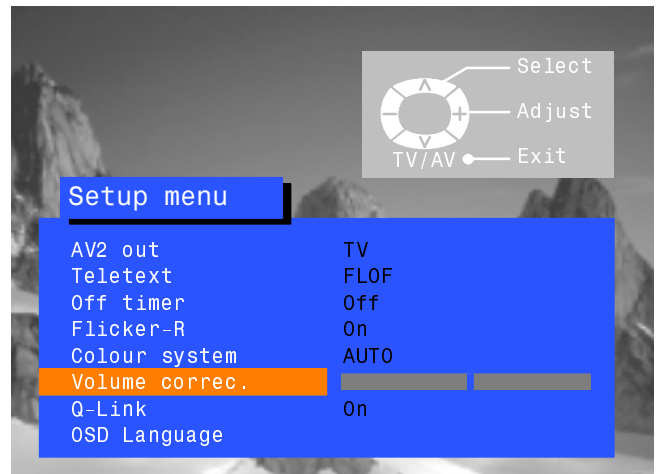 Select
Adjust
TV/AV Exit
Setup menu
AV2 out TV
Teletext FLOF
Off timer Off
Flicker-R On
Colour system AUTO
Volume correc.
Q-Link On
OSD Language